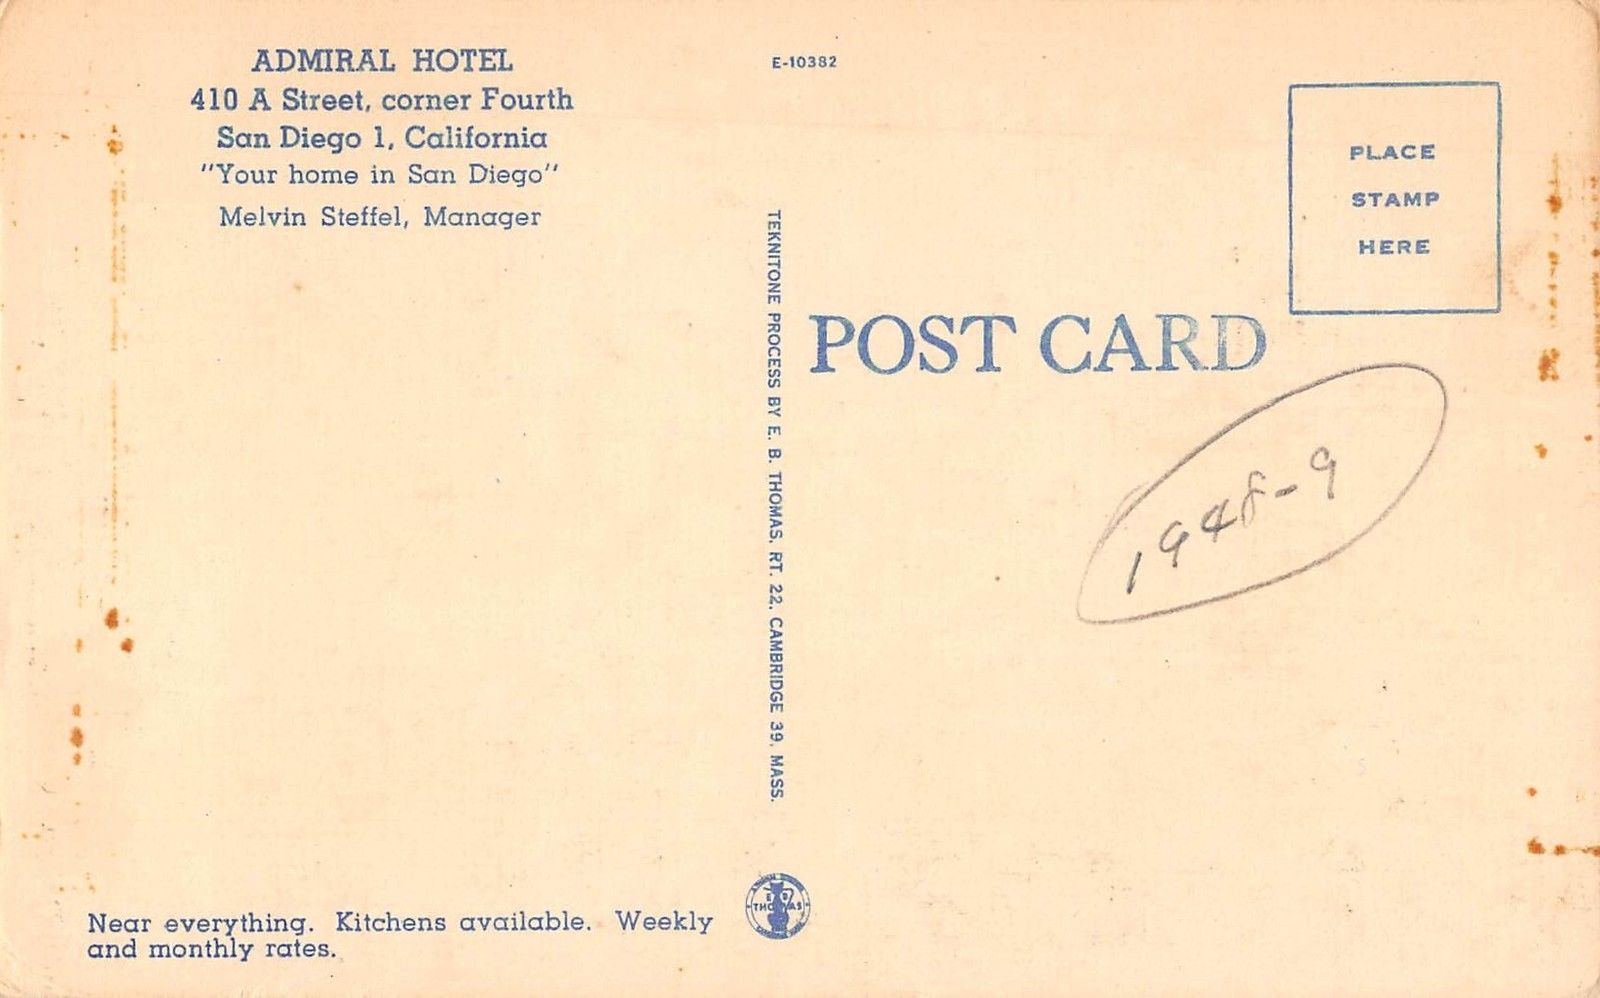 ADMIRAL HOTEL
410 A Street, corner Fourth
San Diego 1, California
"Your home in San Diego"
Melvin Steffel, Manager
E-10382
PLACE
STAMP
HERE
TEKNITONE PROCESS BY E. B. THOMAS, RT. 22, CAMBRIDGE 39, MASS.
POST CARD
1948-9
Near everything. Kitchens available. Weekly
and monthly rates.
E B
THOMAS